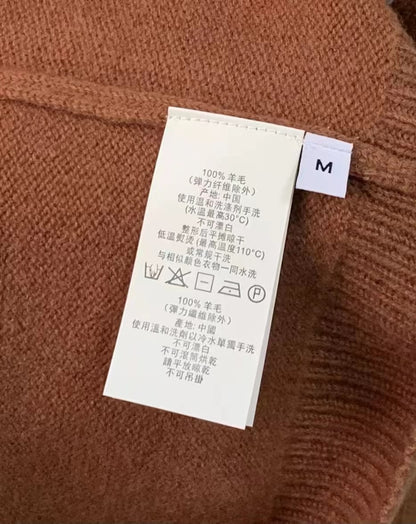 100%羊毛
(弹力纤维除外)
产地: 中国
使用温和洗涤剂手洗
(水温最高30°C)
不可漂白
整形后平摊晾干
低温熨烫 (最高温度110°C)
或常规干洗
与相似颜色衣物一同水洗
P
100%羊毛
(彈力纖維除外)
產地: 中國
使用溫和洗劑以冷水單獨手洗
不可漂白
不可滾筒烘乾
請平放晾乾
不可吊掛
M